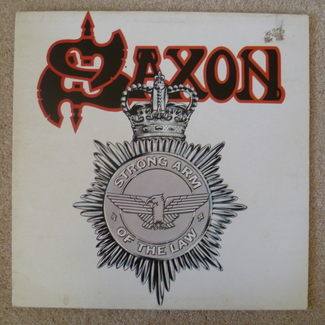 SAXON
STRONG ARM
OF THE LAW